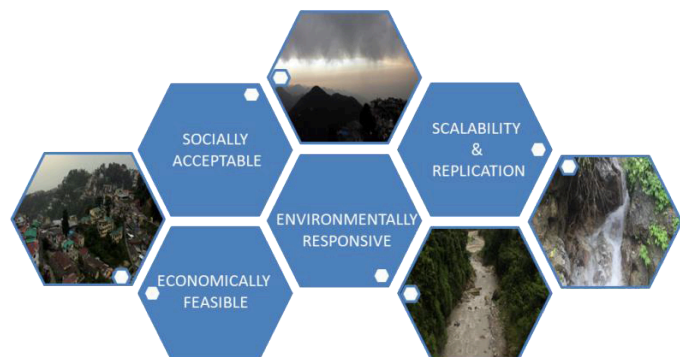 SOCIALLY
ACCEPTABLE
SCALABILITY
&
REPLICATION
ENVIRONMENTALLY
RESPONSIVE
ECONOMICALLY
FEASIBLE